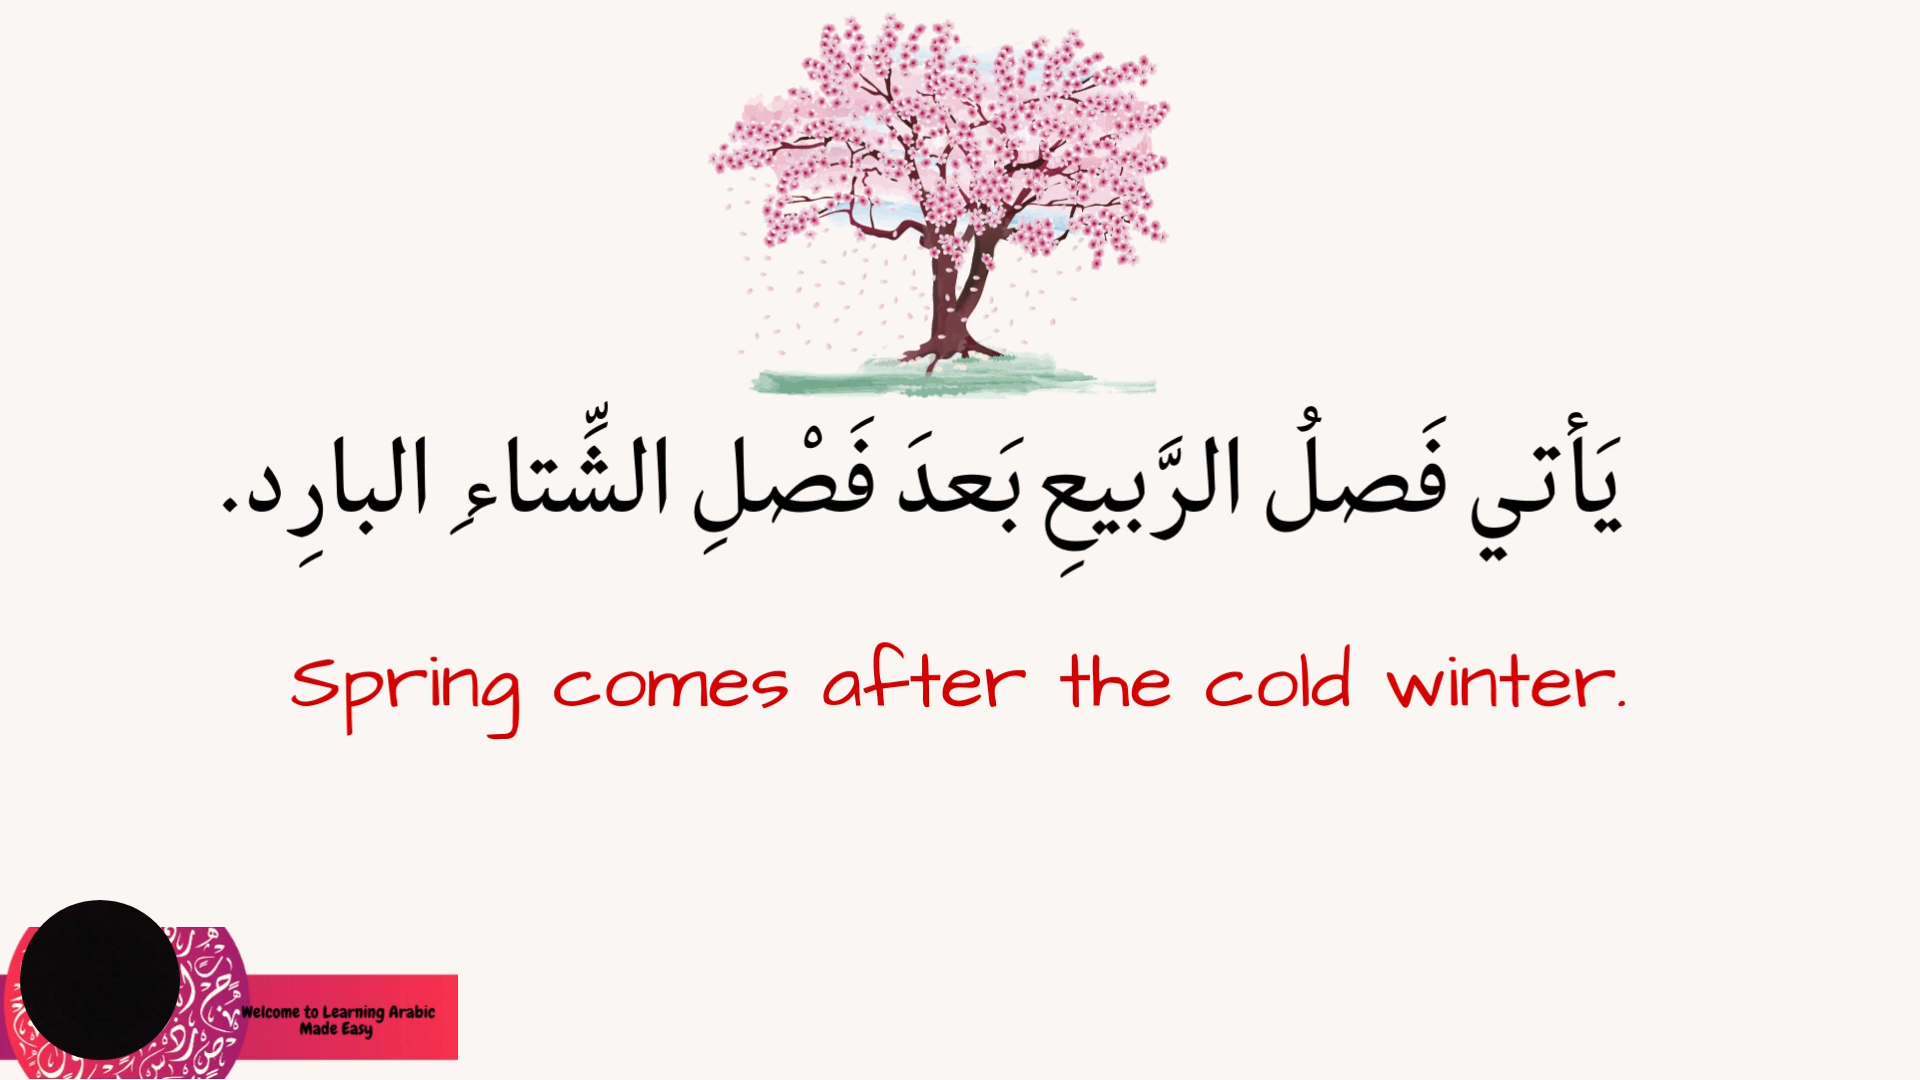 يَأتي فَصلُ الرَّبيعِ بَعدَ فَصْلِ الشِّتاءِ البارِد.
Spring comes after the cold winter.
Welcome to Learning Arabic
Made Easy